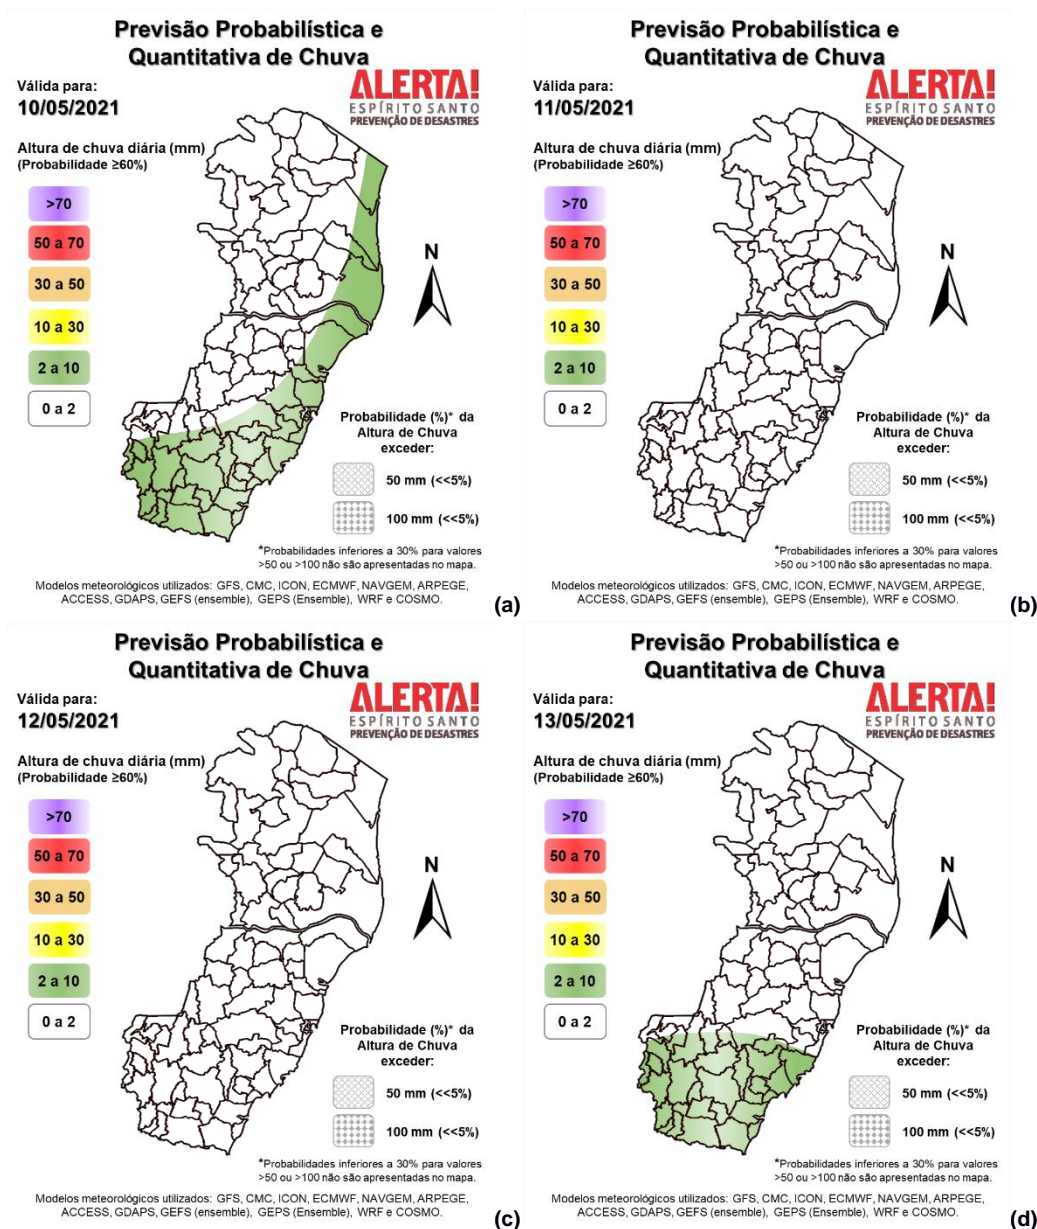 Previsão Probabilística e
Quantitativa de Chuva
Válida para:
10/05/2021
ALERTA!
ESPÍRITO SANTO
PREVENÇÃO DE DESASTRES
Altura de chuva diária (mm)
(Probabilidade ≥60%)
>70
50 a 70
30 a 50
10 a 30
2 a 10
0 a 2
N
Probabilidade (%)* da
Altura de Chuva
exceder:
50 mm (<<5%)
100 mm (<<5%)
*Probabilidades inferiores a 30% para valores
>50 ou >100 não são apresentadas no mapa.
Modelos meteorológicos utilizados: GFS, CMC, ICON, ECMWF, NAVGEM, ARPEGE,
ACCESS, GDAPS, GEFS (ensemble), GEPS (Ensemble), WRF e COSMO.
(a)
Previsão Probabilística e
Quantitativa de Chuva
Válida para:
11/05/2021
ALERTA!
ESPÍRITO SANTO
PREVENÇÃO DE DESASTRES
Altura de chuva diária (mm)
(Probabilidade ≥60%)
>70
50 a 70
30 a 50
10 a 30
2 a 10
0 a 2
N
Probabilidade (%)* da
Altura de Chuva
exceder:
50 mm (<<5%)
100 mm (<<5%)
*Probabilidades inferiores a 30% para valores
>50 ou >100 não são apresentadas no mapa.
Modelos meteorológicos utilizados: GFS, CMC, ICON, ECMWF, NAVGEM, ARPEGE,
ACCESS, GDAPS, GEFS (ensemble), GEPS (Ensemble), WRF e COSMO.
(b)
Previsão Probabilística e
Quantitativa de Chuva
Válida para:
12/05/2021
ALERTA!
ESPÍRITO SANTO
PREVENÇÃO DE DESASTRES
Altura de chuva diária (mm)
(Probabilidade ≥60%)
>70
50 a 70
30 a 50
10 a 30
2 a 10
0 a 2
N
Probabilidade (%)* da
Altura de Chuva
exceder:
50 mm (<<5%)
100 mm (<<5%)
*Probabilidades inferiores a 30% para valores
>50 ou >100 não são apresentadas no mapa.
Modelos meteorológicos utilizados: GFS, CMC, ICON, ECMWF, NAVGEM, ARPEGE,
ACCESS, GDAPS, GEFS (ensemble), GEPS (Ensemble), WRF e COSMO.
(c)
Previsão Probabilística e
Quantitativa de Chuva
Válida para:
13/05/2021
ALERTA!
ESPÍRITO SANTO
PREVENÇÃO DE DESASTRES
Altura de chuva diária (mm)
(Probabilidade ≥60%)
>70
50 a 70
30 a 50
10 a 30
2 a 10
0 a 2
N
Probabilidade (%)* da
Altura de Chuva
exceder:
50 mm (<<5%)
100 mm (<<5%)
*Probabilidades inferiores a 30% para valores
>50 ou >100 não são apresentadas no mapa.
Modelos meteorológicos utilizados: GFS, CMC, ICON, ECMWF, NAVGEM, ARPEGE,
ACCESS, GDAPS, GEFS (ensemble), GEPS (Ensemble), WRF e COSMO.
(d)